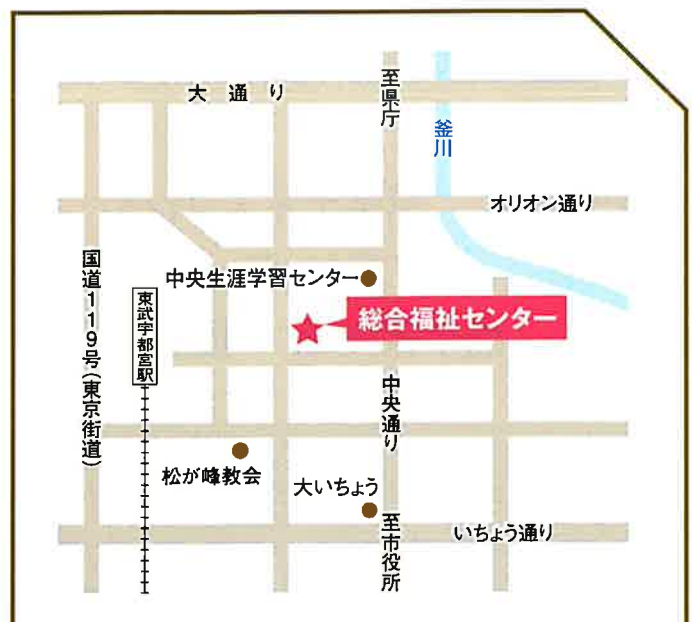 大通り
至県庁
釜川
オリオン通り
国道119号(東京街道)
中央生涯学習センター
東武宇都宮駅
総合福祉センター
中央通り
松が峰教会
大いちょう
至市役所
いちょう通り